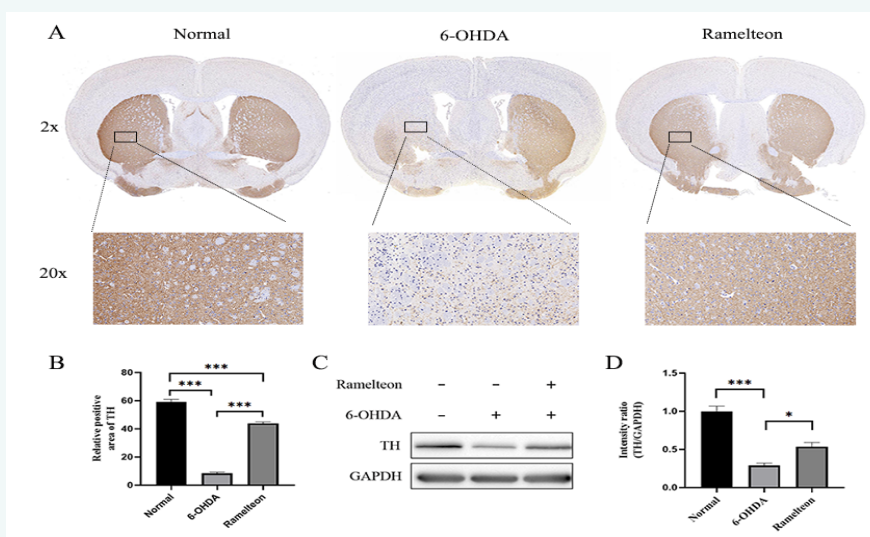 A
Normal
6-OHDA
Ramelteon
2x
20x
B
Relative positive
area of TH
80
60
40
20
0
***
***
***
Normal
6-OHDA
Ramelteon
C
Ramelteon - - +
6-OHDA - + +
TH
GAPDH
D
Intensity ratio
(TH/GAPDH)
1.5
1.0
0.5
0.0
***
*
Normal
6-OHDA
Ramelteon